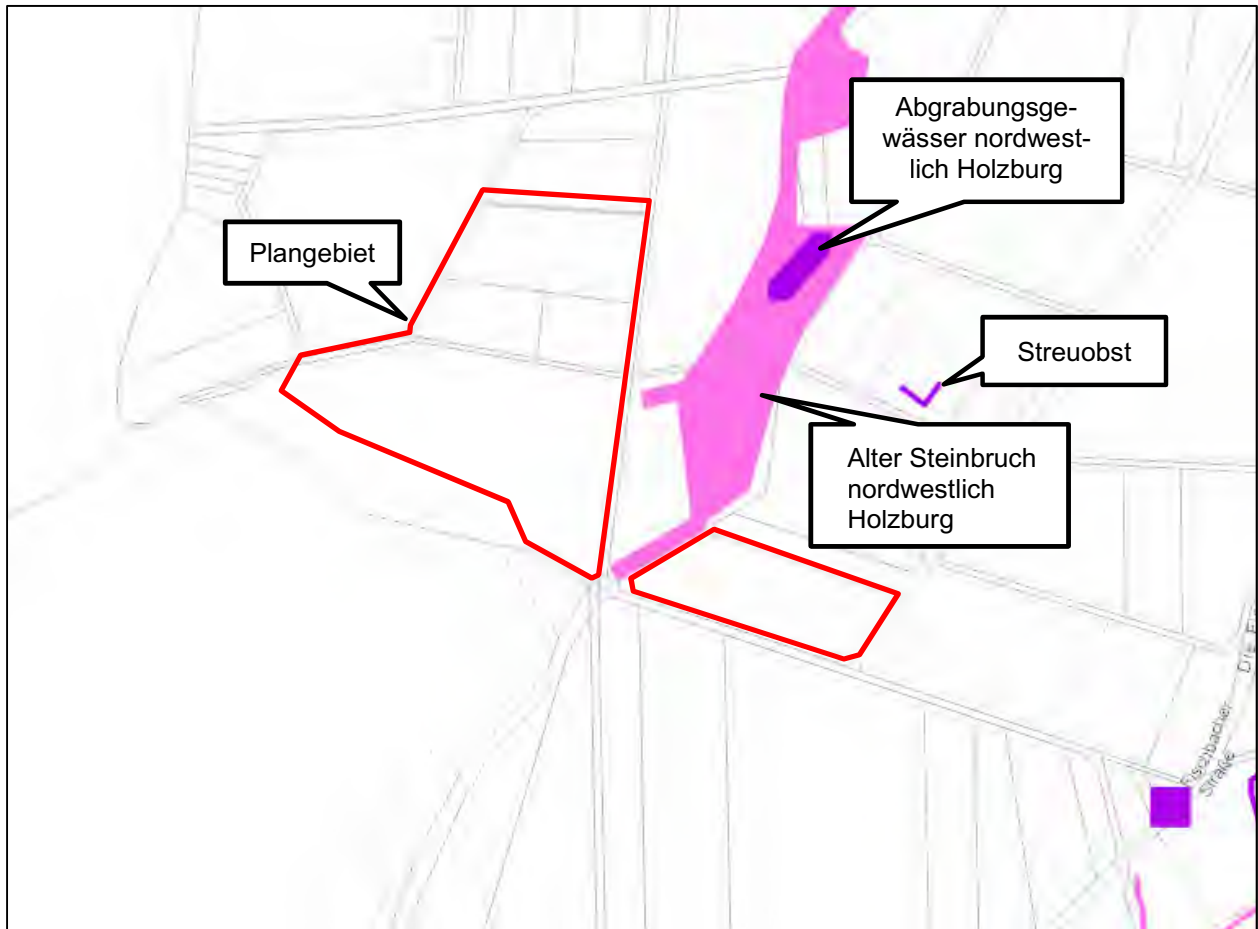 Abgrabungsge-
wässer nordwest-
lich Holzburg
Plangebiet
Streuobst
Alter Steinbruch
nordwestlich
Holzburg
Fischbacher
Straße